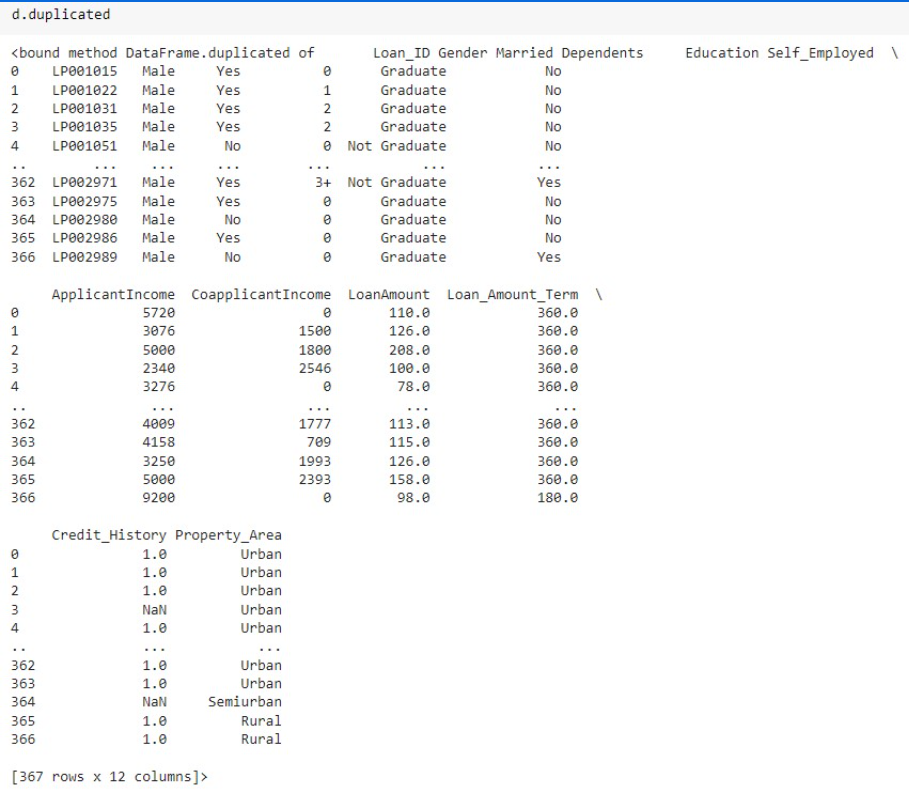 d.duplicated
<bound method DataFrame.duplicated of       Loan_ID Gender Married Dependents     Education Self_Employed  \
0    LP001015   Male     Yes          0      Graduate            No
1    LP001022   Male     Yes          1      Graduate            No
2    LP001031   Male     Yes          2      Graduate            No
3    LP001035   Male     Yes          2      Graduate            No
4    LP001051   Male      No          0  Not Graduate            No
..        ...    ...     ...        ...           ...           ...
362  LP002971   Male     Yes         3+  Not Graduate           Yes
363  LP002975   Male     Yes          0      Graduate            No
364  LP002980   Male      No          0      Graduate            No
365  LP002986   Male     Yes          0      Graduate            No
366  LP002989   Male      No          0      Graduate           Yes
     ApplicantIncome  CoapplicantIncome  LoanAmount  Loan_Amount_Term  \
0               5720                  0       110.0             360.0
1               3076               1500       126.0             360.0
2               5000               1800       208.0             360.0
3               2340               2546       100.0             360.0
4               3276                  0        78.0             360.0
..               ...                ...         ...               ...
362             4009               1777       113.0             360.0
363             4158                709       115.0             360.0
364             3250               1993       126.0             360.0
365             5000               2393       158.0             360.0
366             9200                  0        98.0             180.0
     Credit_History Property_Area
0               1.0         Urban
1               1.0         Urban
2               1.0         Urban
3               NaN         Urban
4               1.0         Urban
..              ...           ...
362             1.0         Urban
363             1.0         Urban
364             NaN     Semiurban
365             1.0         Rural
366             1.0         Rural
[367 rows x 12 columns]>